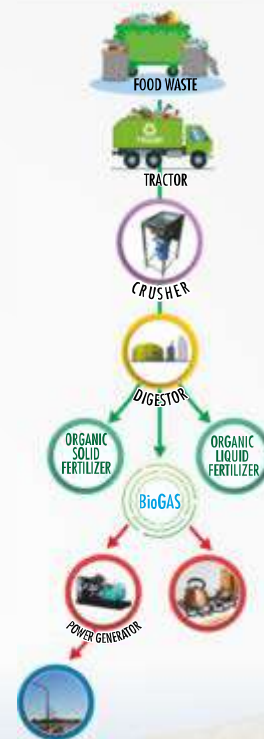 FOOD WASTE
TRACTOR
CRUSHER
DIGESTOR
ORGANIC
SOLID
FERTILIZER
ORGANIC
LIQUID
FERTILIZER
BioGAS
POWER GENERATOR